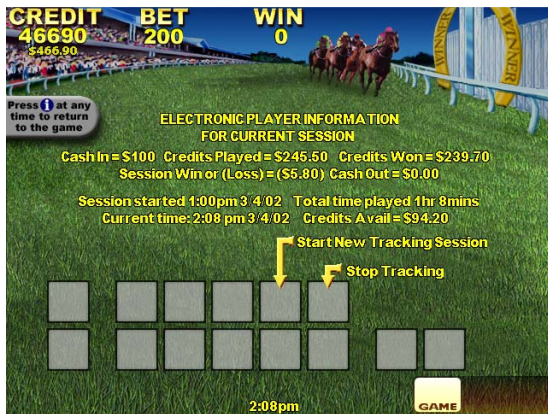 CREDIT BET WIN
46690 200 0
$466.90
WINNER
WINNER
Press i at any
time to return
to the game
ELECTRONIC PLAYER INFORMATION
FOR CURRENT SESSION
Cash In = $100 Credits Played = $245.50 Credits Won = $239.70
Session Win or (Loss) = ($5.80) Cash Out = $0.00
Session started 1:00pm 3/4/02 Total time played 1hr 8mins
Current time: 2:08 pm 3/4/02 Credits Avail = $94.20
Start New Tracking Session
Stop Tracking
2:08pm
GAME